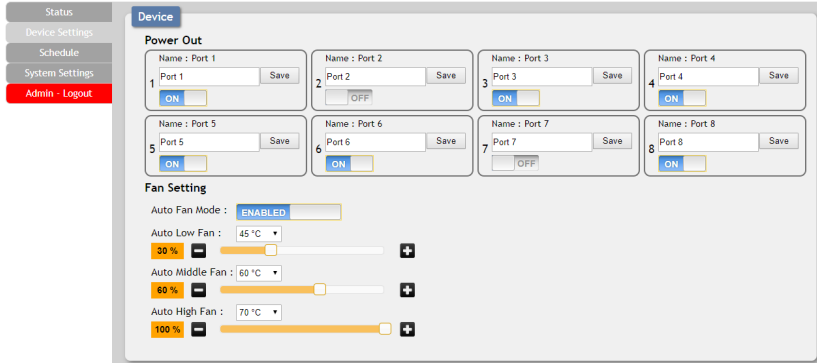 Status
Device Settings
Schedule
System Settings
Admin - Logout
Device
Power Out
Name : Port 1
1 Port 1 Save
ON
Name : Port 2
2 Port 2 Save
OFF
Name : Port 3
3 Port 3 Save
ON
Name : Port 4
4 Port 4 Save
ON
Name : Port 5
5 Port 5 Save
ON
Name : Port 6
6 Port 6 Save
ON
Name : Port 7
7 Port 7 Save
OFF
Name : Port 8
8 Port 8 Save
ON
Fan Setting
Auto Fan Mode : ENABLED
Auto Low Fan : 45 °C
30 %
Auto Middle Fan : 60 °C
60 %
Auto High Fan : 70 °C
100 %